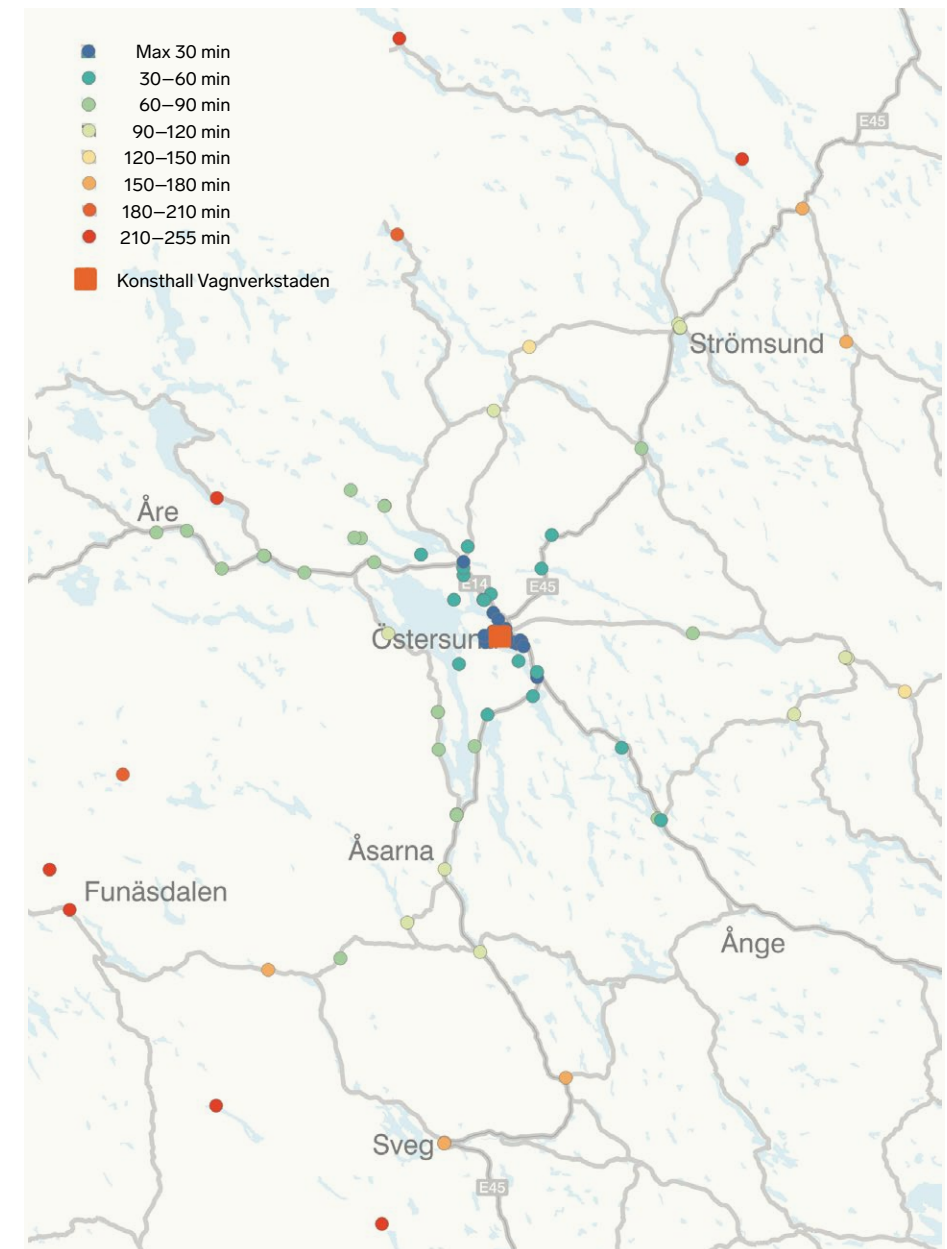 Max 30 min
30–60 min
60–90 min
90–120 min
120–150 min
150–180 min
180–210 min
210–255 min
Konsthall Vagnverkstaden
E45
Strömsund
Åre
E14
E45
Östersun
Åsarna
Funäsdalen
Ånge
Sveg
E45